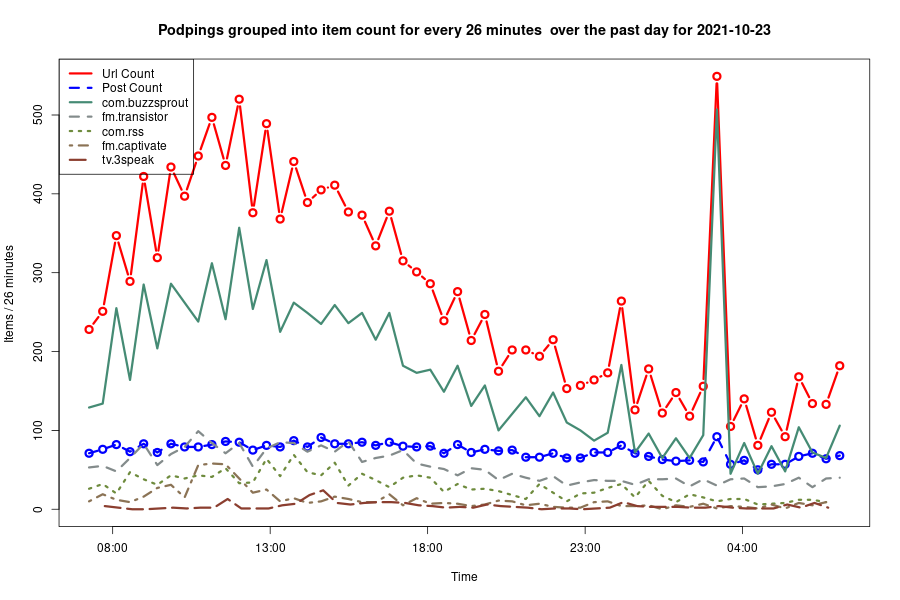 Podpings grouped into item count for every 26 minutes  over the past day for 2021-10-23
Url Count
Post Count
com.buzzsprout
fm.transistor
com.rss
fm.captivate
tv.3speak
Items / 26 minutes
500
400
300
200
100
0
08:00
13:00
18:00
23:00
04:00
Time